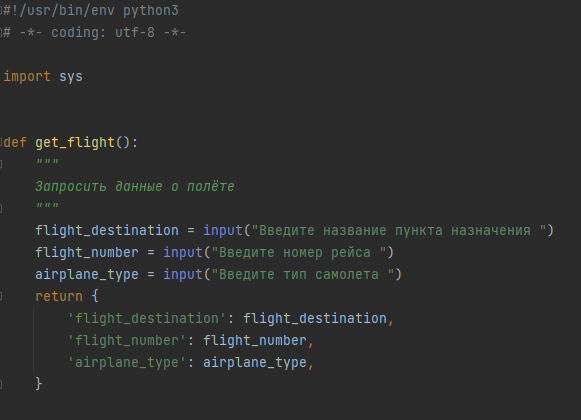 #!/usr/bin/env python3
# -*- coding: utf-8 -*-
import sys
def get_flight():
    """
    Запросить данные о полёте
    """
    flight_destination = input("Введите название пункта назначения ")
    flight_number = input("Введите номер рейса ")
    airplane_type = input("Введите тип самолета ")
    return {
        'flight_destination': flight_destination,
        'flight_number': flight_number,
        'airplane_type': airplane_type,
    }